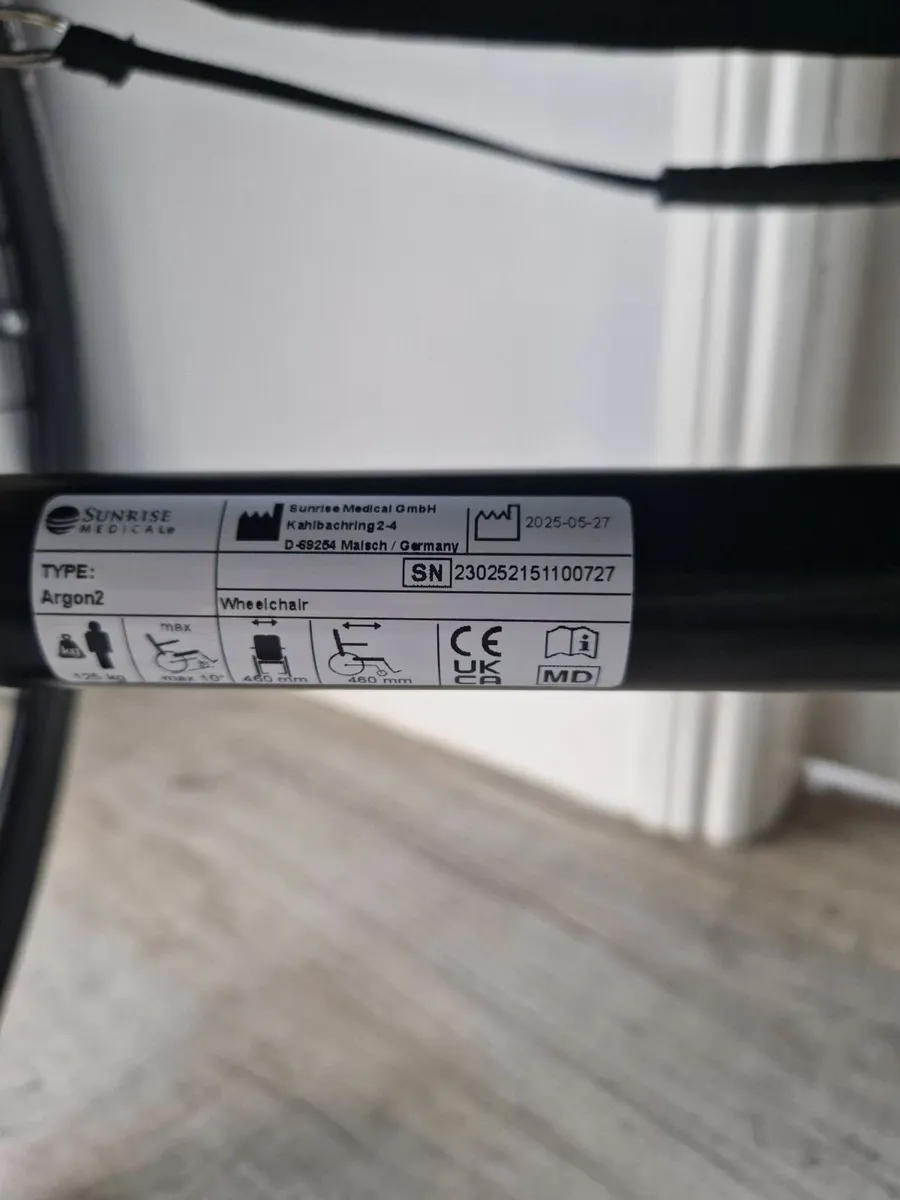 SUNRISE
MEDICAL
Sunrise Medical GmbH
Kahlbachring 2-4
D-69254 Malsch / Germany
2025-05-27
TYPE:
Argon2
SN 230252151100727
Wheelchair
kg
125 kg
max
max 10°
460 mm
460 mm
CE
UK
CA
i
MD